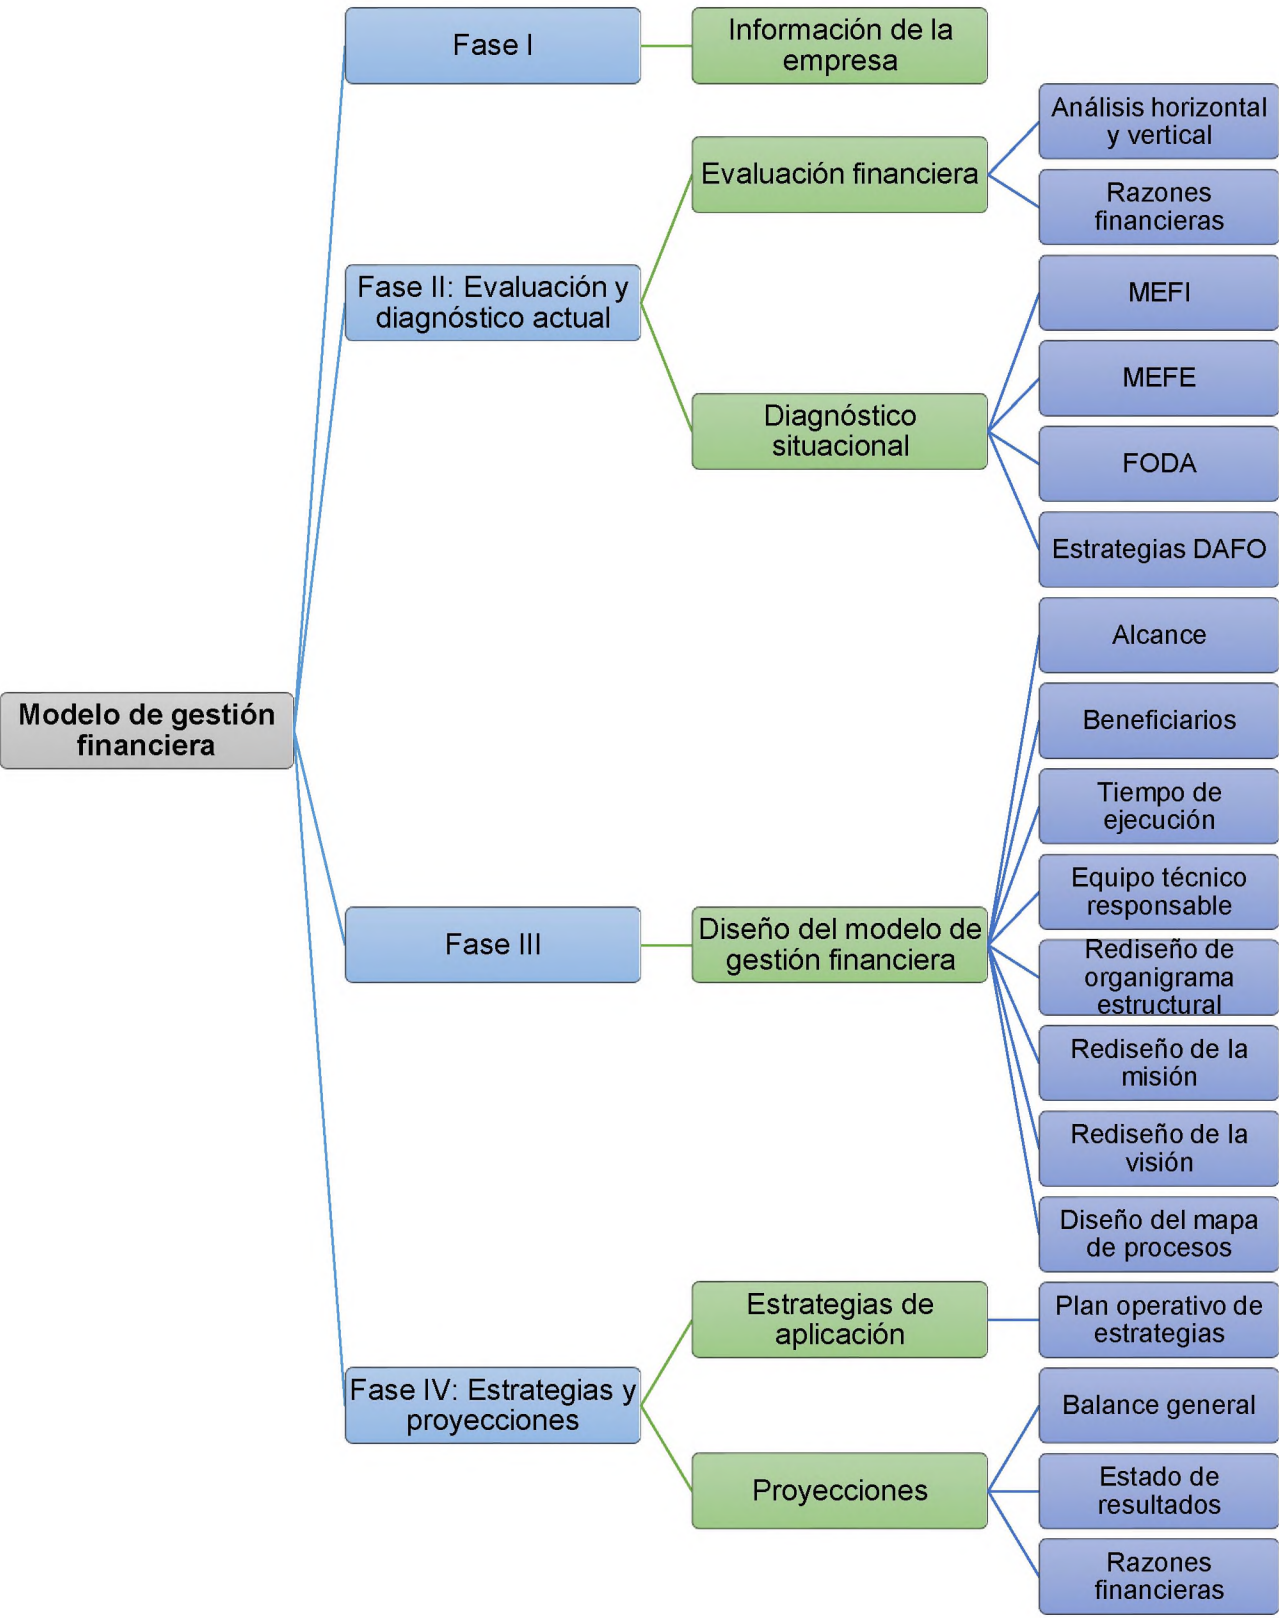 Modelo de gestión
financiera
Fase I
Información de la
empresa
Fase II: Evaluación y
diagnóstico actual
Evaluación financiera
Análisis horizontal
y vertical
Razones
financieras
Diagnóstico
situacional
MEFI
MEFE
FODA
Estrategias DAFO
Fase III
Diseño del modelo de
gestión financiera
Alcance
Beneficiarios
Tiempo de
ejecución
Equipo técnico
responsable
Rediseño de
organigrama
estructural
Rediseño de la
misión
Rediseño de la
visión
Diseño del mapa
de procesos
Fase IV: Estrategias y
proyecciones
Estrategias de
aplicación
Plan operativo de
estrategias
Proyecciones
Balance general
Estado de
resultados
Razones
financieras